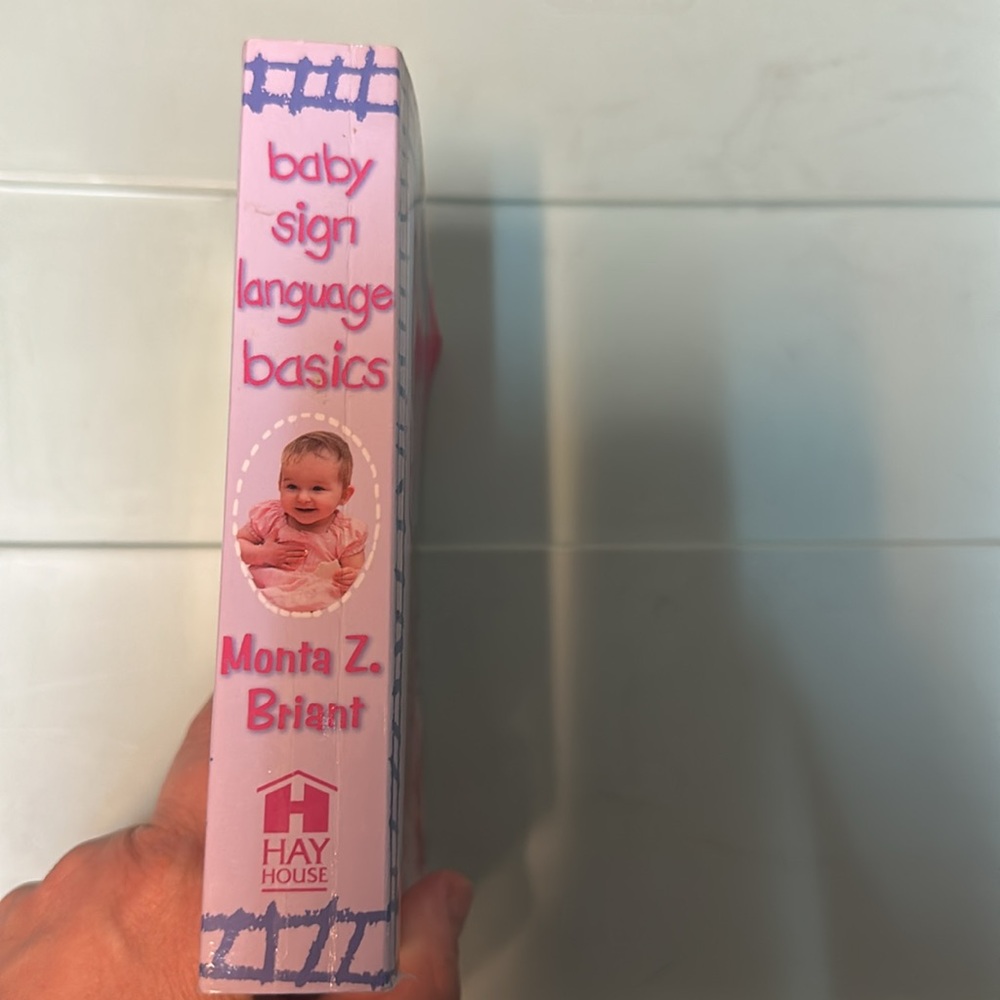 baby
sign
language
basics
Monta Z.
Briant
H
HAY
HOUSE